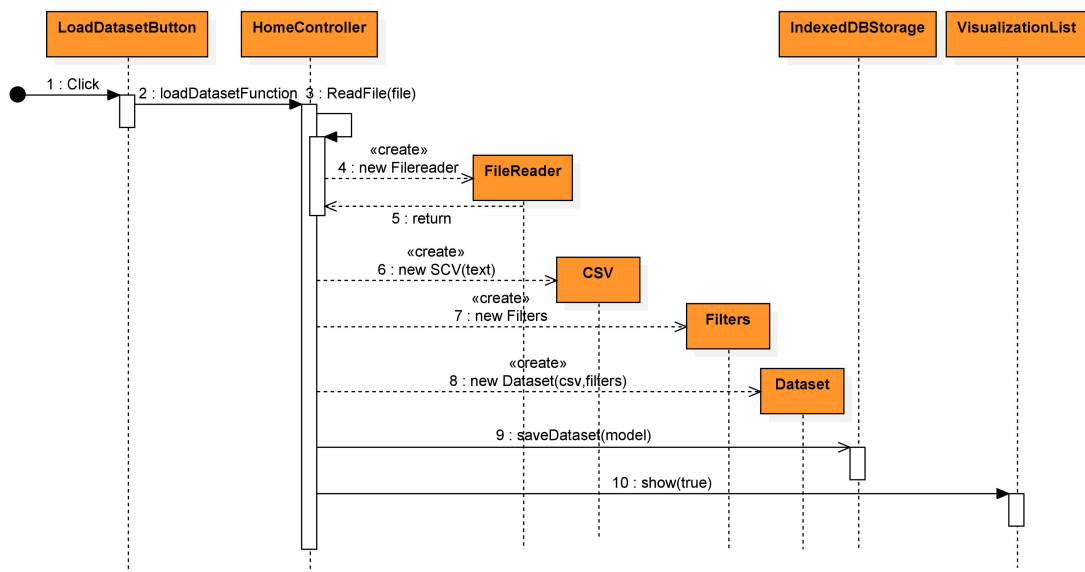 LoadDatasetButton
HomeController
IndexedDBStorage
VisualizationList
1 : Click
2 : loadDatasetFunction
3 : ReadFile(file)
«create»
4 : new Filereader
FileReader
5 : return
«create»
6 : new SCV(text)
CSV
«create»
7 : new Filters
Filters
«create»
8 : new Dataset(csv,filters)
Dataset
9 : saveDataset(model)
10 : show(true)